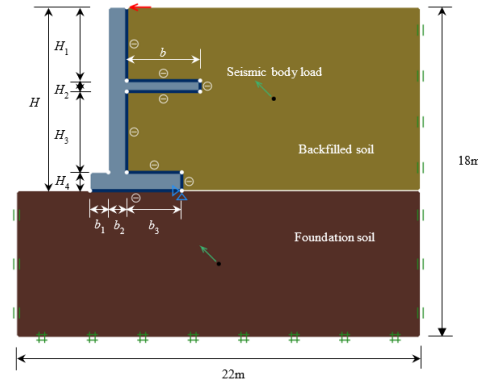 H₁
b
H₂
Seismic body load
H
H₃
Backfilled soil
18m
H₄
b₁
b₂
b₃
Foundation soil
22m